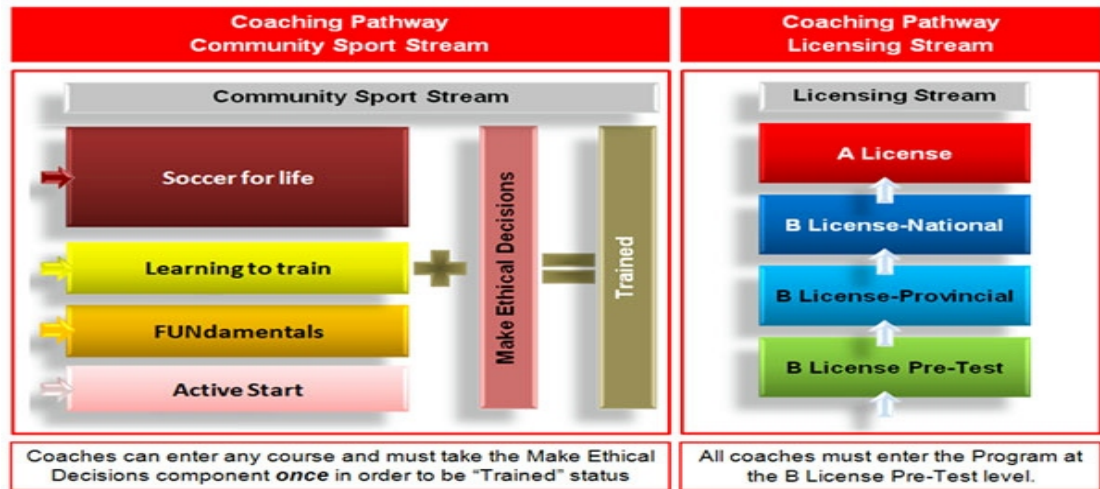 Coaching Pathway
Community Sport Stream
Community Sport Stream
Soccer for life
Learning to train
FUNdamentals
Active Start
Make Ethical Decisions
Trained
Coaches can enter any course and must take the Make Ethical
Decisions component once in order to be “Trained” status
Coaching Pathway
Licensing Stream
Licensing Stream
A License
B License-National
B License-Provincial
B License Pre-Test
All coaches must enter the Program at
the B License Pre-Test level.